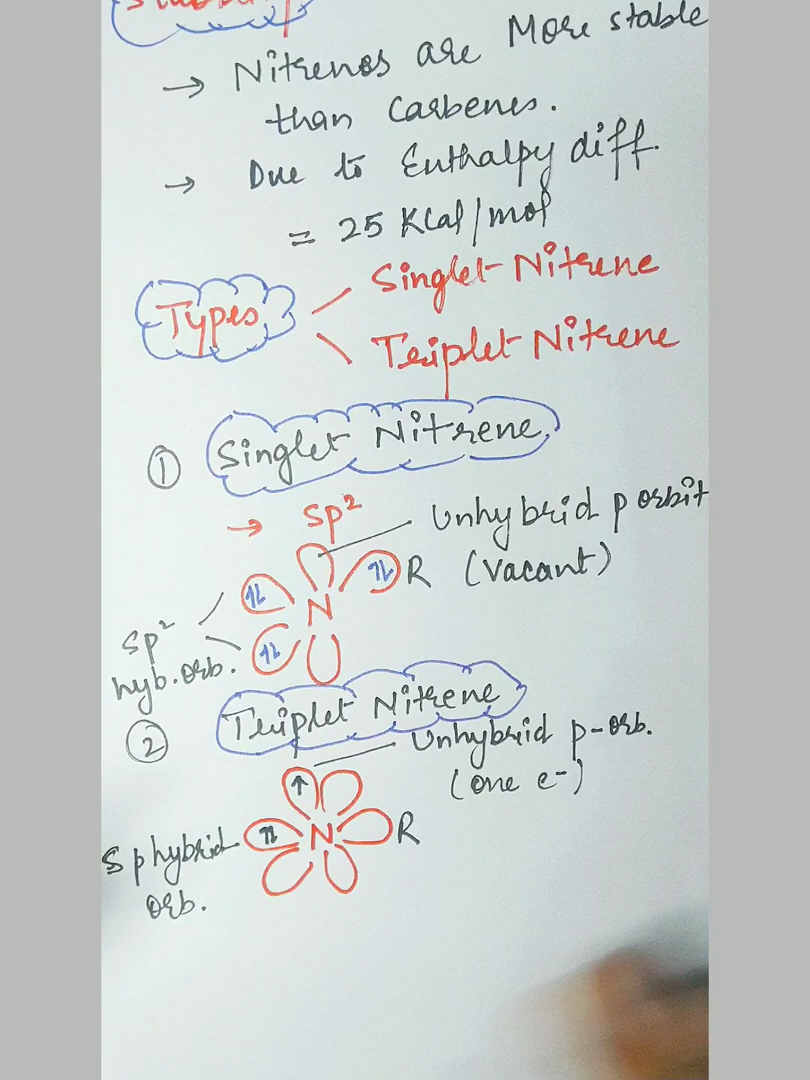 → Nitrenes are More stable
than Carbenes.
→ Due to Enthalpy diff.
= 25 Kcal/mol
Types
Singlet Nitrene
Triplet Nitrene
① Singlet Nitrene
→ Sp²
Unhybrid p orbit
(Vacant)
N
R
Sp²
hyb. orb.
② Triplet Nitrene
Unhybrid p-orb.
(one e-)
N
R
Sp hybrid
orb.